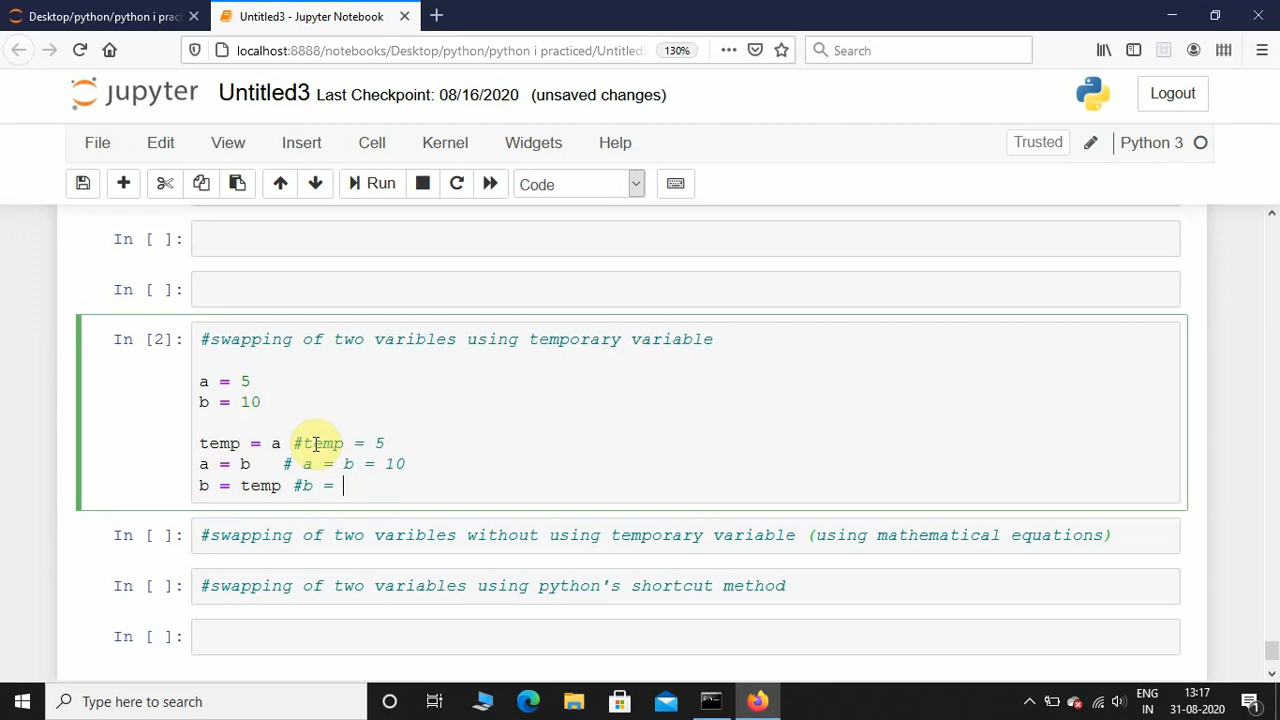 Desktop/python/python i pract
Untitled3 - Jupyter Notebook
localhost:8888/notebooks/Desktop/python/python i practiced/Untitled3
130%
Search
jupyter Untitled3 Last Checkpoint: 08/16/2020 (unsaved changes)
Logout
File Edit View Insert Cell Kernel Widgets Help
Trusted
Python 3
Run
Code
In [ ]:
In [ ]:
In [2]: #swapping of two varibles using temporary variable
a = 5
b = 10
temp = a #temp = 5
a = b # a = b = 10
b = temp #b =
In [ ]: #swapping of two varibles without using temporary variable (using mathematical equations)
In [ ]: #swapping of two variables using python's shortcut method
In [ ]:
Type here to search
ENG
IN
13:17
31-08-2020
1